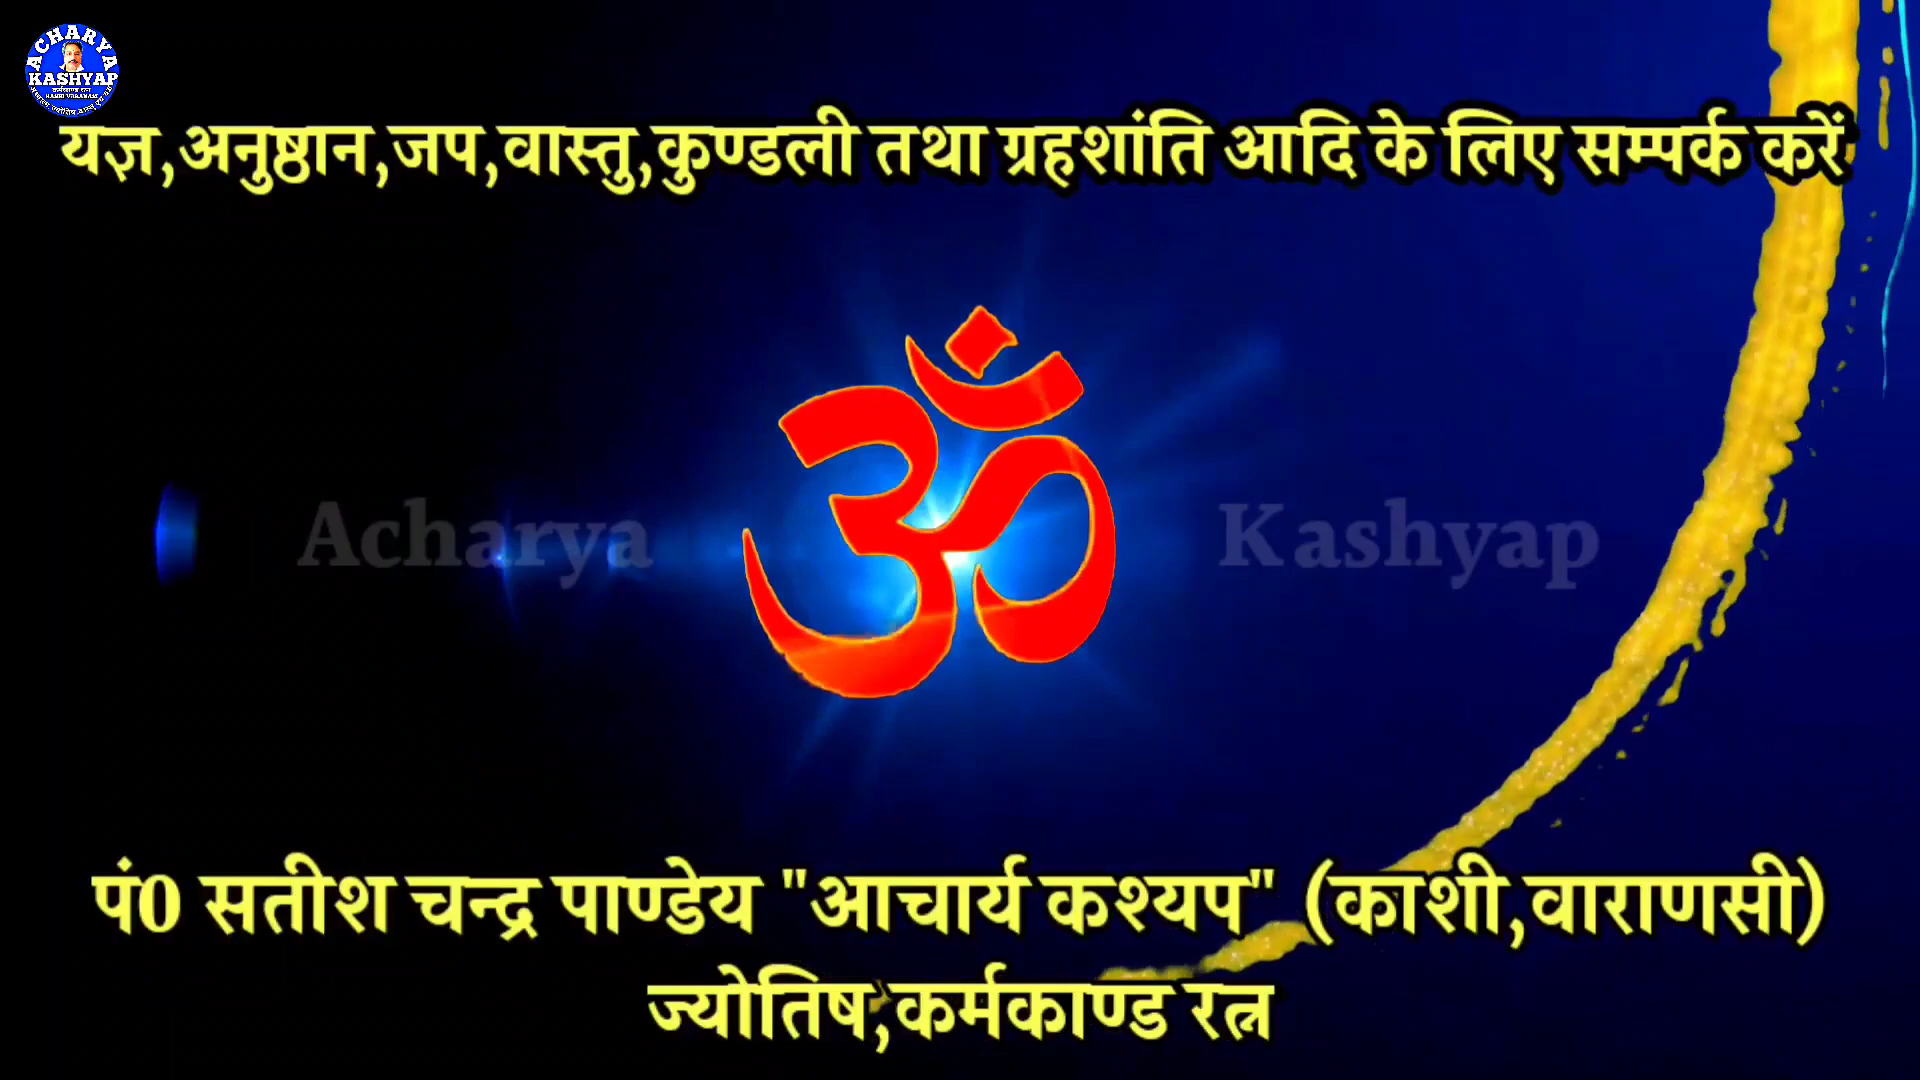 ACHARYA
KASHYAP
यज्ञ,अनुष्ठान,जप,वास्तु,कुण्डली तथा ग्रहशांति आदि के लिए सम्पर्क करें
ॐ
Acharya Kashyap
पं0 सतीश चन्द्र पाण्डेय "आचार्य कश्यप" (काशी,वाराणसी)
ज्योतिष,कर्मकाण्ड रत्न